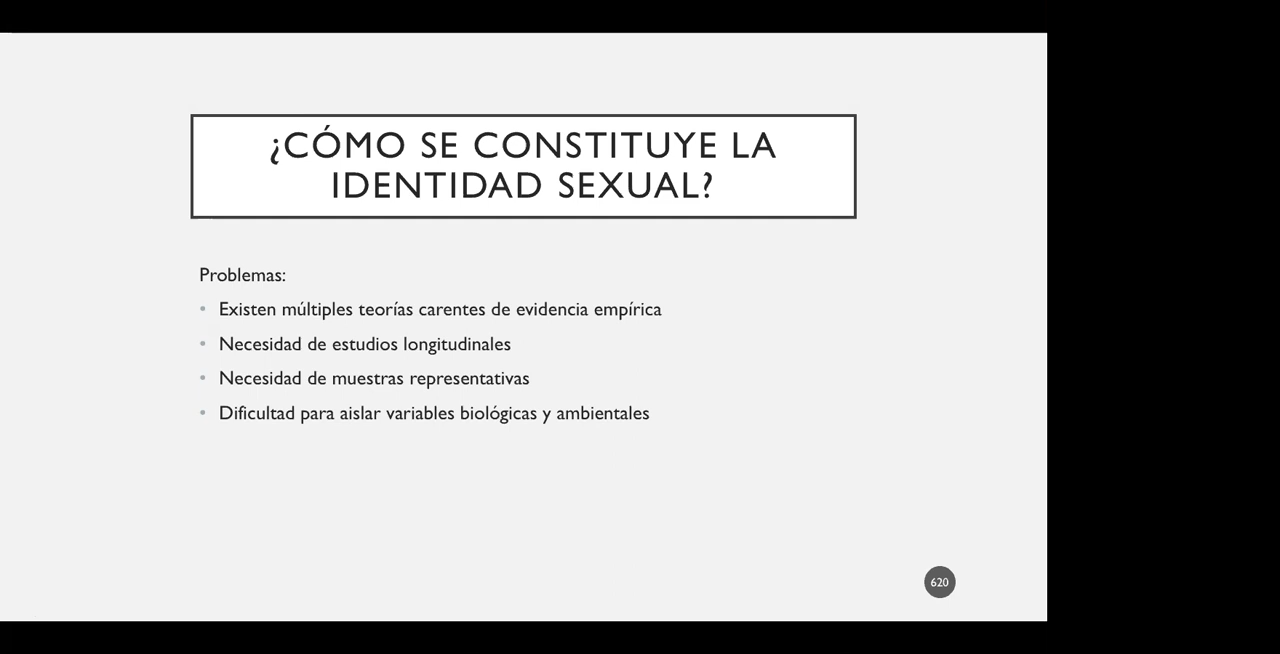 ¿CÓMO SE CONSTITUYE LA
IDENTIDAD SEXUAL?
Problemas:
• Existen múltiples teorías carentes de evidencia empírica
• Necesidad de estudios longitudinales
• Necesidad de muestras representativas
• Dificultad para aislar variables biológicas y ambientales
620